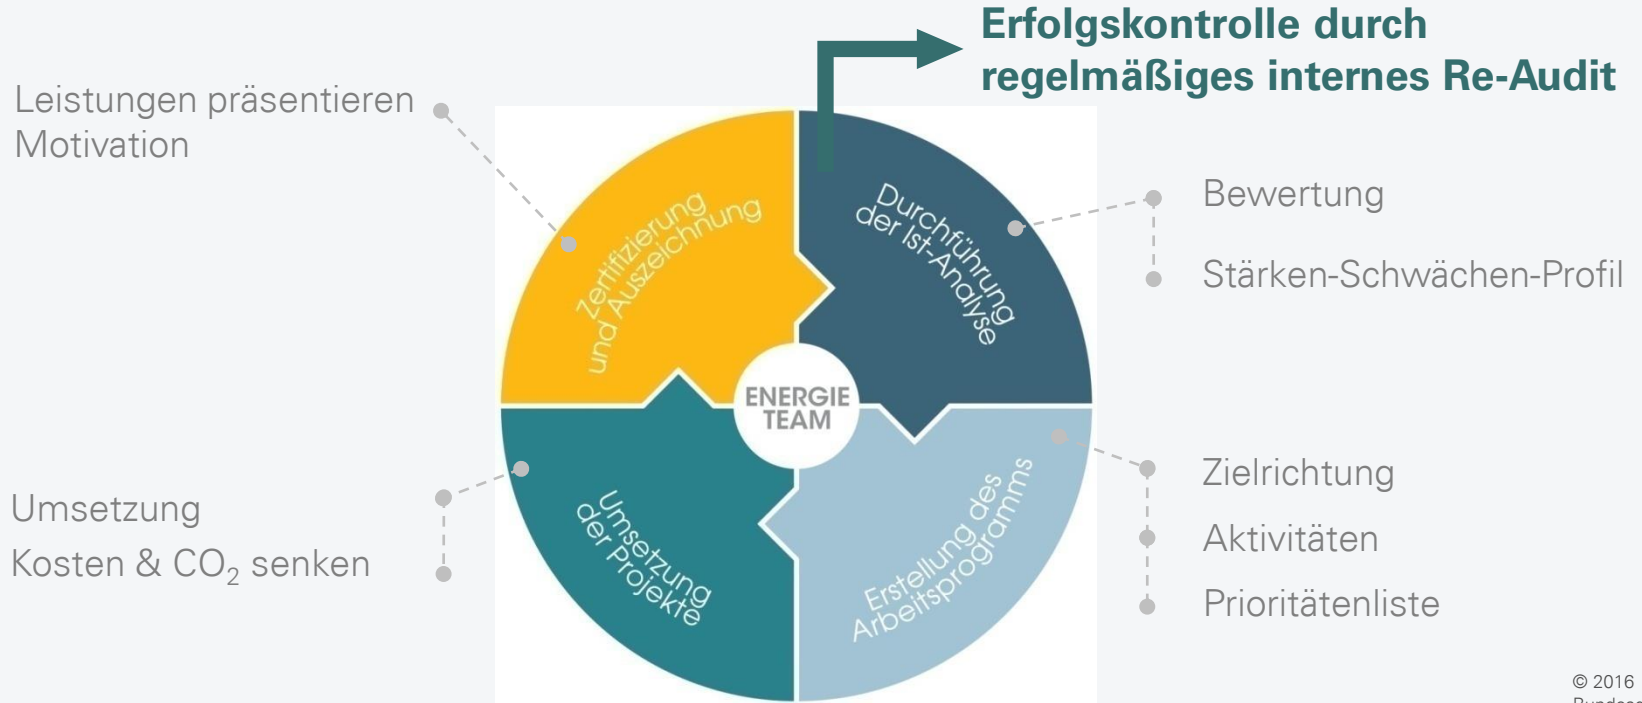 Erfolgskontrolle durch
regelmäßiges internes Re-Audit
Leistungen präsentieren
Motivation
Zertifizierung
und Auszeichnung
Durchführung
der Ist-Analyse
Bewertung
Stärken-Schwächen-Profil
ENERGIE
TEAM
Umsetzung
Kosten & CO₂ senken
Umsetzung
der Projekte
Erstellung des
Arbeitsprogramms
Zielrichtung
Aktivitäten
Prioritätenliste
© 2016